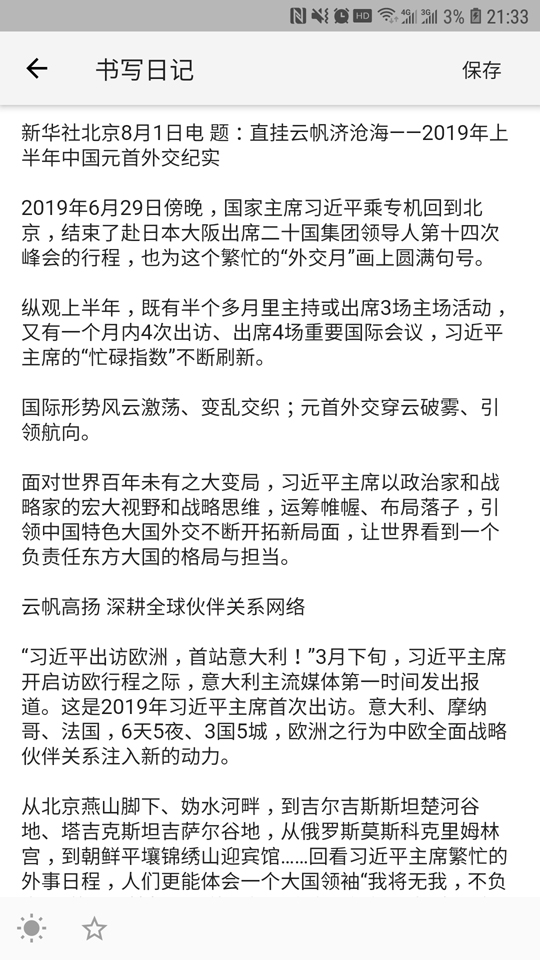 HD 4G 3G 3% 21:33
书写日记 保存
新华社北京8月1日电 题：直挂云帆济沧海——2019年上
半年中国元首外交纪实
2019年6月29日傍晚，国家主席习近平乘专机回到北
京，结束了赴日本大阪出席二十国集团领导人第十四次
峰会的行程，也为这个繁忙的“外交月”画上圆满句号。
纵观上半年，既有半个多月里主持或出席3场主场活动，
又有一个月内4次出访、出席4场重要国际会议，习近平
主席的“忙碌指数”不断刷新。
国际形势风云激荡、变乱交织；元首外交穿云破雾、引
领航向。
面对世界百年未有之大变局，习近平主席以政治家和战
略家的宏大视野和战略思维，运筹帷幄、布局落子，引
领中国特色大国外交不断开拓新局面，让世界看到一个
负责任东方大国的格局与担当。
云帆高扬 深耕全球伙伴关系网络
“习近平出访欧洲，首站意大利！”3月下旬，习近平主席
开启访欧行程之际，意大利主流媒体第一时间发出报
道。这是2019年习近平主席首次出访。意大利、摩纳
哥、法国，6天5夜、3国5城，欧洲之行为中欧全面战略
伙伴关系注入新的动力。
从北京燕山脚下、妫水河畔，到吉尔吉斯斯坦楚河谷
地、塔吉克斯坦吉萨尔谷地，从俄罗斯莫斯科克里姆林
宫，到朝鲜平壤锦绣山迎宾馆……回看习近平主席繁忙的
外事日程，人们更能体会一个大国领袖“我将无我，不负